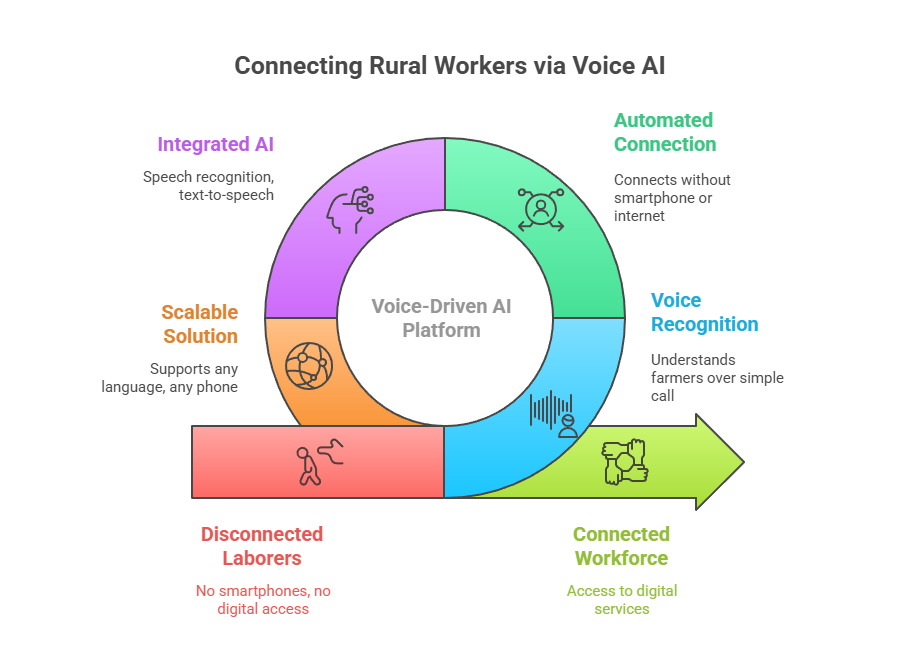 Connecting Rural Workers via Voice AI
Integrated AI
Speech recognition,
text-to-speech
Automated
Connection
Connects without
smartphone or
internet
Scalable
Solution
Supports any
language, any phone
Voice-Driven AI
Platform
Voice
Recognition
Understands
farmers over simple
call
Disconnected
Laborers
No smartphones, no
digital access
Connected
Workforce
Access to digital
services